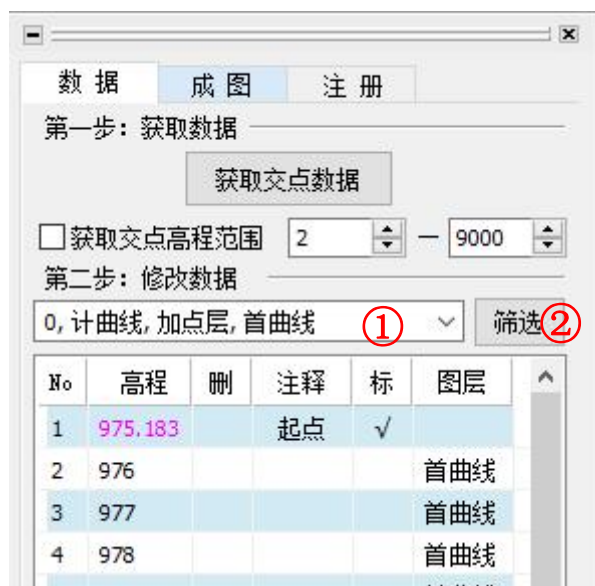 数 据 成 图 注 册
第一步：获取数据
获取交点数据
获取交点高程范围 2 — 9000
第二步：修改数据
0, 计曲线, 加点层, 首曲线 ① 筛选 ②
No 高程 删 注释 标 图层
1 975.183 起点 √
2 976 首曲线
3 977 首曲线
4 978 首曲线